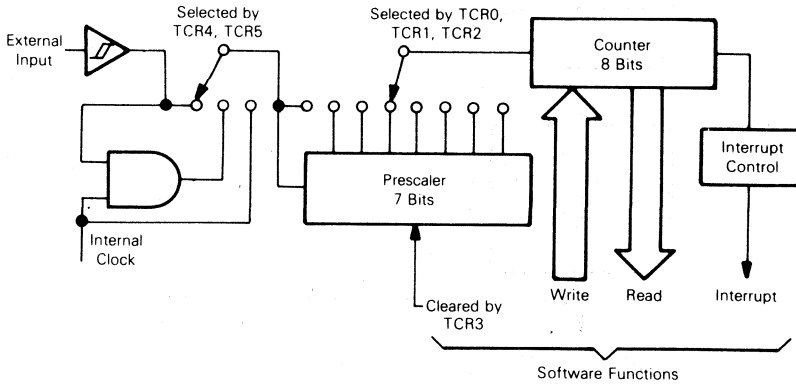 Selected by
TCR4, TCR5
Selected by TCR0,
TCR1, TCR2
External
Input
Counter
8 Bits
Interrupt
Control
Prescaler
7 Bits
Internal
Clock
Cleared by
TCR3
Write
Read
Interrupt
Software Functions